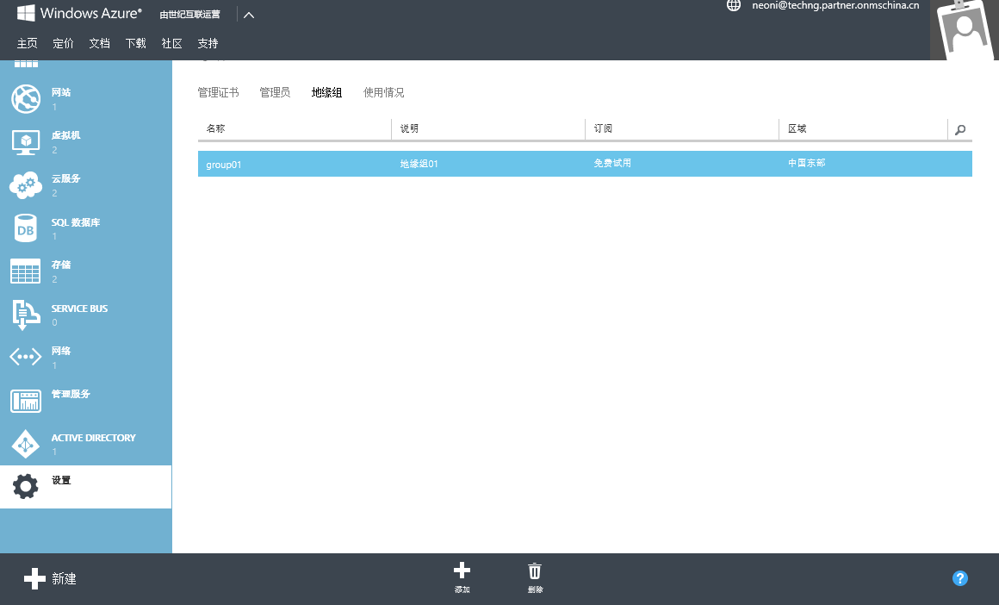 Windows Azure® 由世纪互联运营
neoni@techng.partner.onmschina.cn
主页 定价 文档 下载 社区 支持
网站
1
虚拟机
2
云服务
2
SQL 数据库
1
DB
存储
2
SERVICE BUS
0
网络
1
管理服务
ACTIVE DIRECTORY
1
设置
管理证书 管理员 地缘组 使用情况
名称 说明 订阅 区域
group01 地缘组01 免费试用 中国东部
新建
添加
删除
?